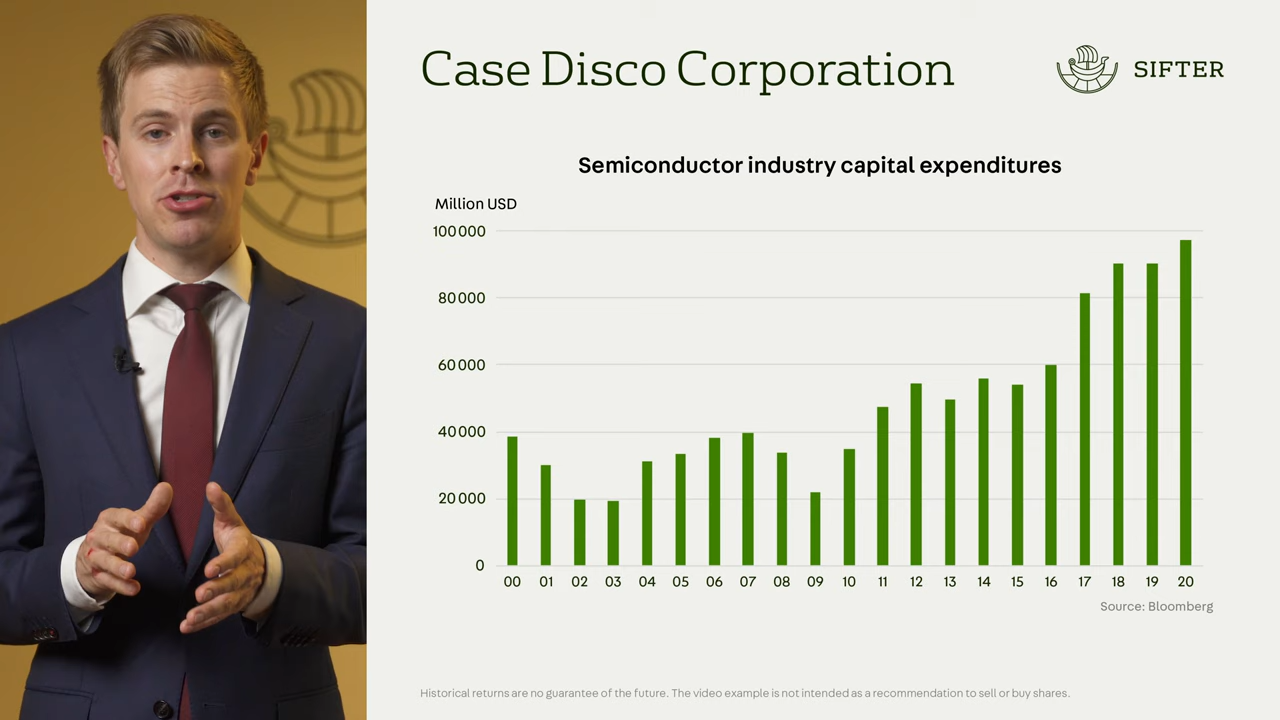 Case Disco Corporation
SIFTER
Semiconductor industry capital expenditures
Million USD
100 000
80 000
60 000
40 000
20 000
0
00 01 02 03 04 05 06 07 08 09 10 11 12 13 14 15 16 17 18 19 20
Source: Bloomberg
Historical returns are no guarantee of the future. The video example is not intended as a recommendation to sell or buy shares.